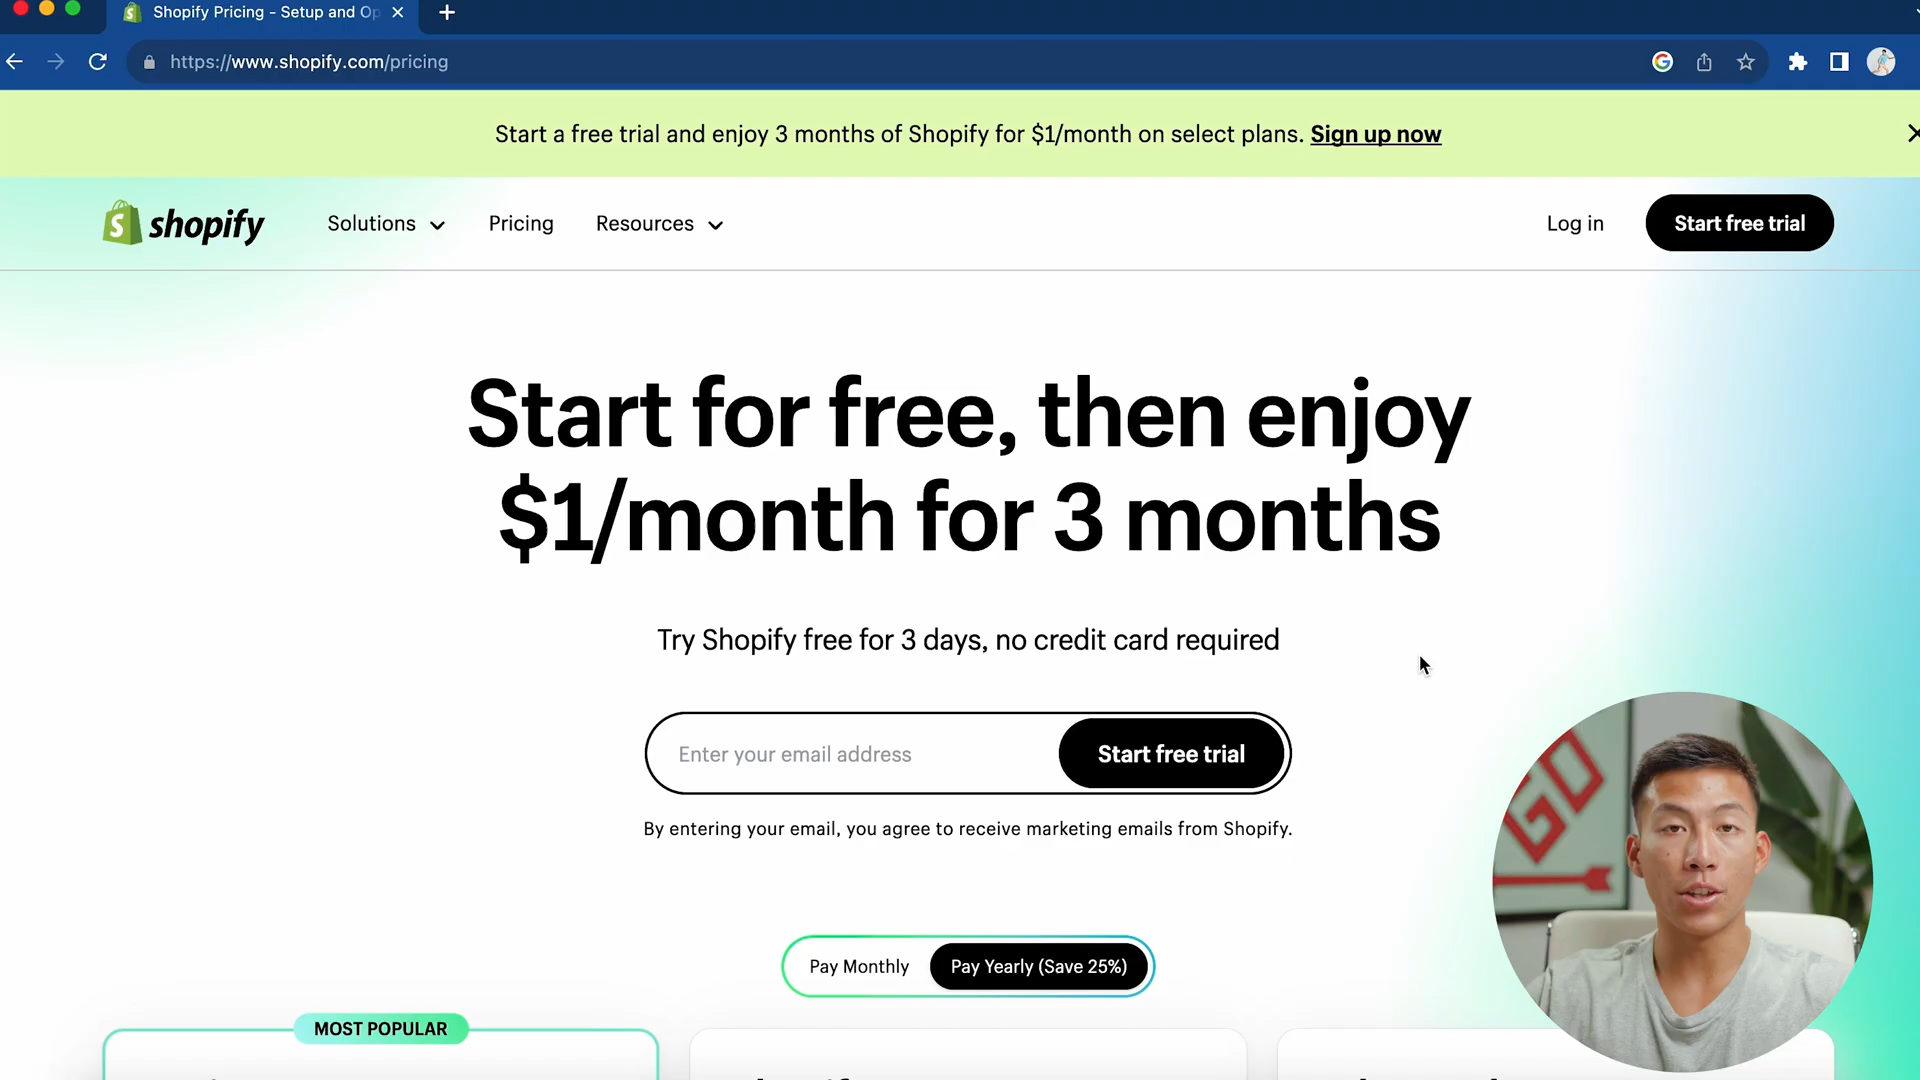 Shopify Pricing - Setup and Op
https://www.shopify.com/pricing
Start a free trial and enjoy 3 months of Shopify for $1/month on select plans. Sign up now
shopify
Solutions
Pricing
Resources
Log in
Start free trial
Start for free, then enjoy
$1/month for 3 months
Try Shopify free for 3 days, no credit card required
Enter your email address
Start free trial
By entering your email, you agree to receive marketing emails from Shopify.
Pay Monthly
Pay Yearly (Save 25%)
MOST POPULAR
GO